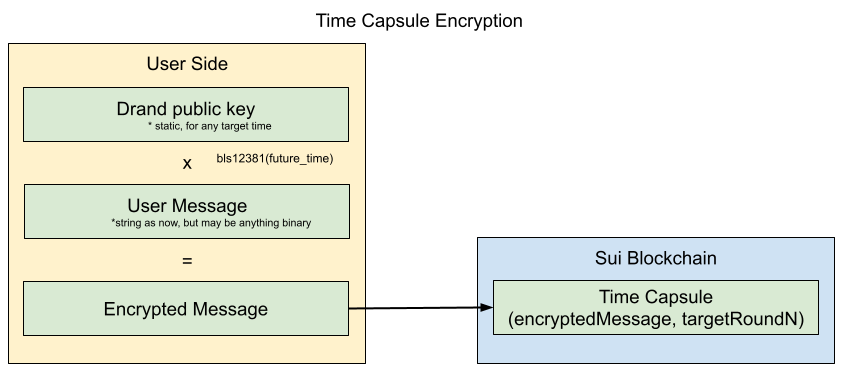 Time Capsule Encryption
User Side
Drand public key
* static, for any target time
x bls12381(future_time)
User Message
*string as now, but may be anything binary
=
Encrypted Message
Sui Blockchain
Time Capsule
(encryptedMessage, targetRoundN)